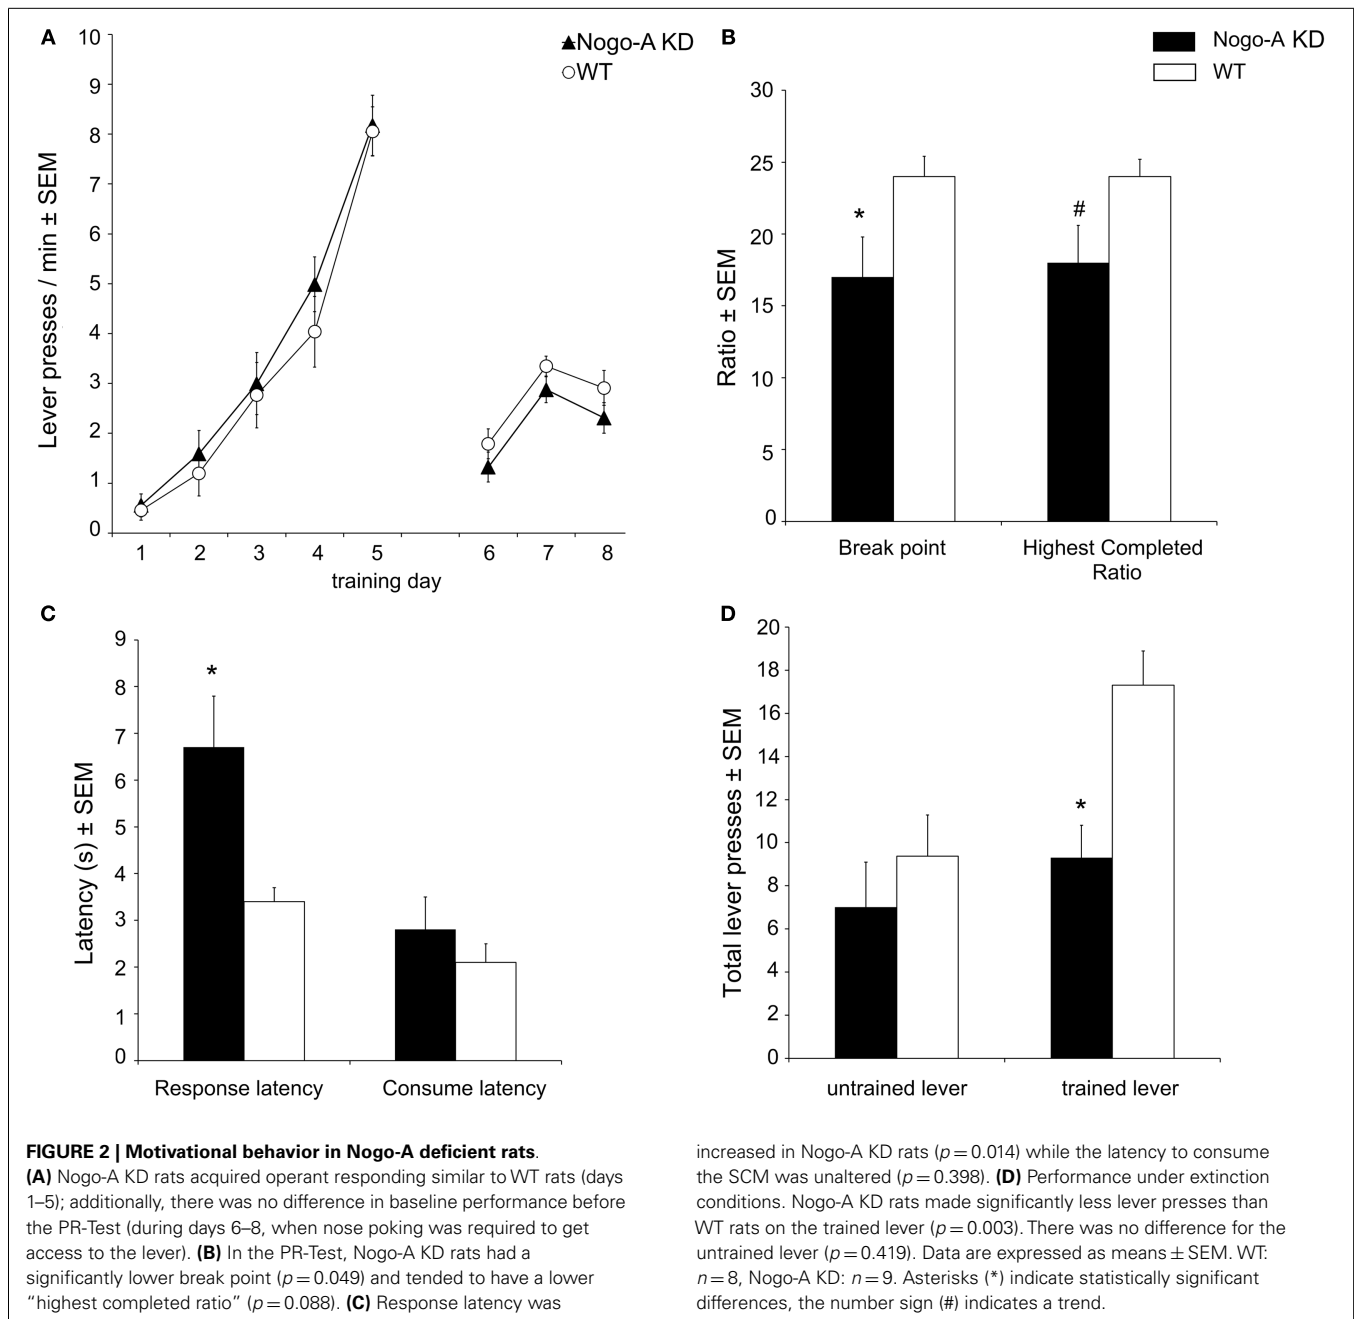 A
Nogo-A KD
WT
Lever presses / min ± SEM
10
9
8
7
6
5
4
3
2
1
0
1 2 3 4 5 6 7 8
training day
B
Nogo-A KD
WT
Ratio ± SEM
30
25
20
15
10
5
0
*
#
Break point
Highest Completed
Ratio
C
Latency (s) ± SEM
9
8
7
6
5
4
3
2
1
0
*
Response latency
Consume latency
D
Total lever presses ± SEM
20
18
16
14
12
10
8
6
4
2
0
*
untrained lever
trained lever
FIGURE 2 | Motivational behavior in Nogo-A deficient rats.
(A) Nogo-A KD rats acquired operant responding similar to WT rats (days
1–5); additionally, there was no difference in baseline performance before
the PR-Test (during days 6–8, when nose poking was required to get
access to the lever). (B) In the PR-Test, Nogo-A KD rats had a
significantly lower break point (p = 0.049) and tended to have a lower
“highest completed ratio” (p = 0.088). (C) Response latency was
increased in Nogo-A KD rats (p = 0.014) while the latency to consume
the SCM was unaltered (p = 0.398). (D) Performance under extinction
conditions. Nogo-A KD rats made significantly less lever presses than
WT rats on the trained lever (p = 0.003). There was no difference for the
untrained lever (p = 0.419). Data are expressed as means ± SEM. WT:
n = 8, Nogo-A KD: n = 9. Asterisks (*) indicate statistically significant
differences, the number sign (#) indicates a trend.